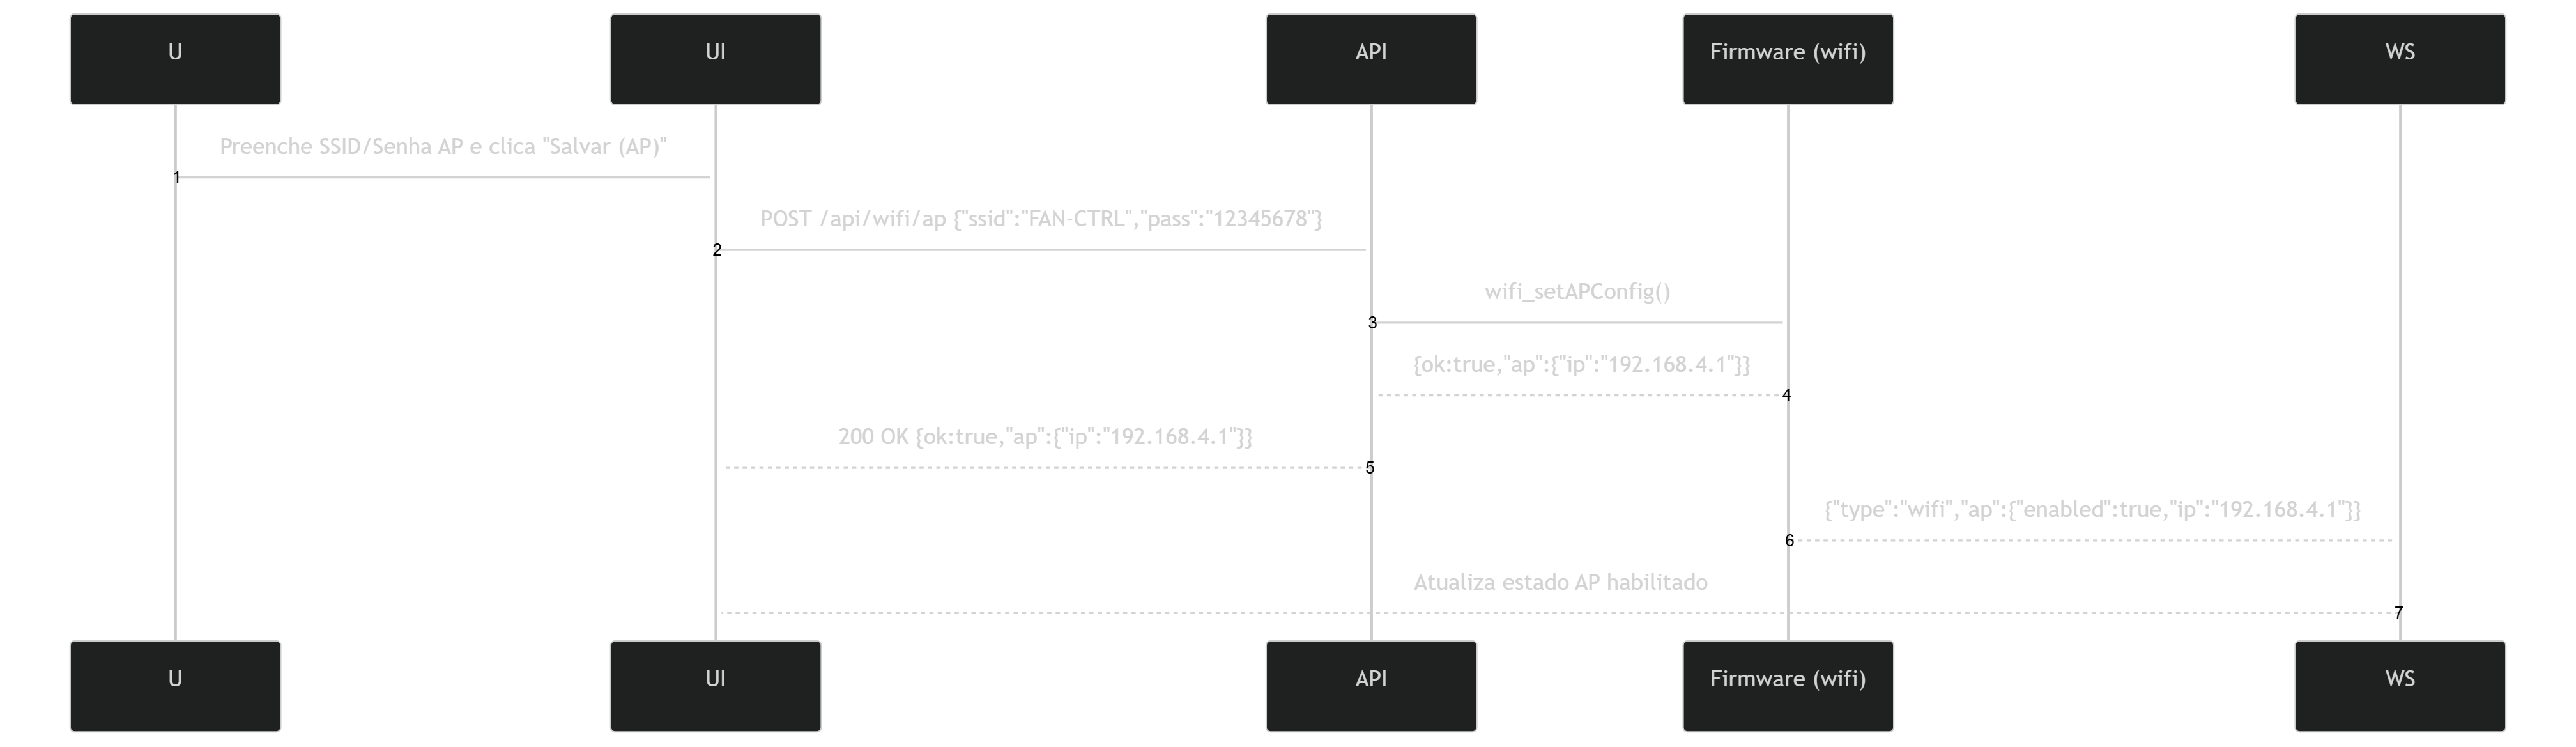 U
UI
API
Firmware (wifi)
WS
Preenche SSID/Senha AP e clica "Salvar (AP)"
1
POST /api/wifi/ap {"ssid":"FAN-CTRL","pass":"12345678"}
2
wifi_setAPConfig()
3
{ok:true,"ap":{"ip":"192.168.4.1"}}
4
200 OK {ok:true,"ap":{"ip":"192.168.4.1"}}
5
{"type":"wifi","ap":{"enabled":true,"ip":"192.168.4.1"}}
6
Atualiza estado AP habilitado
7
U
UI
API
Firmware (wifi)
WS